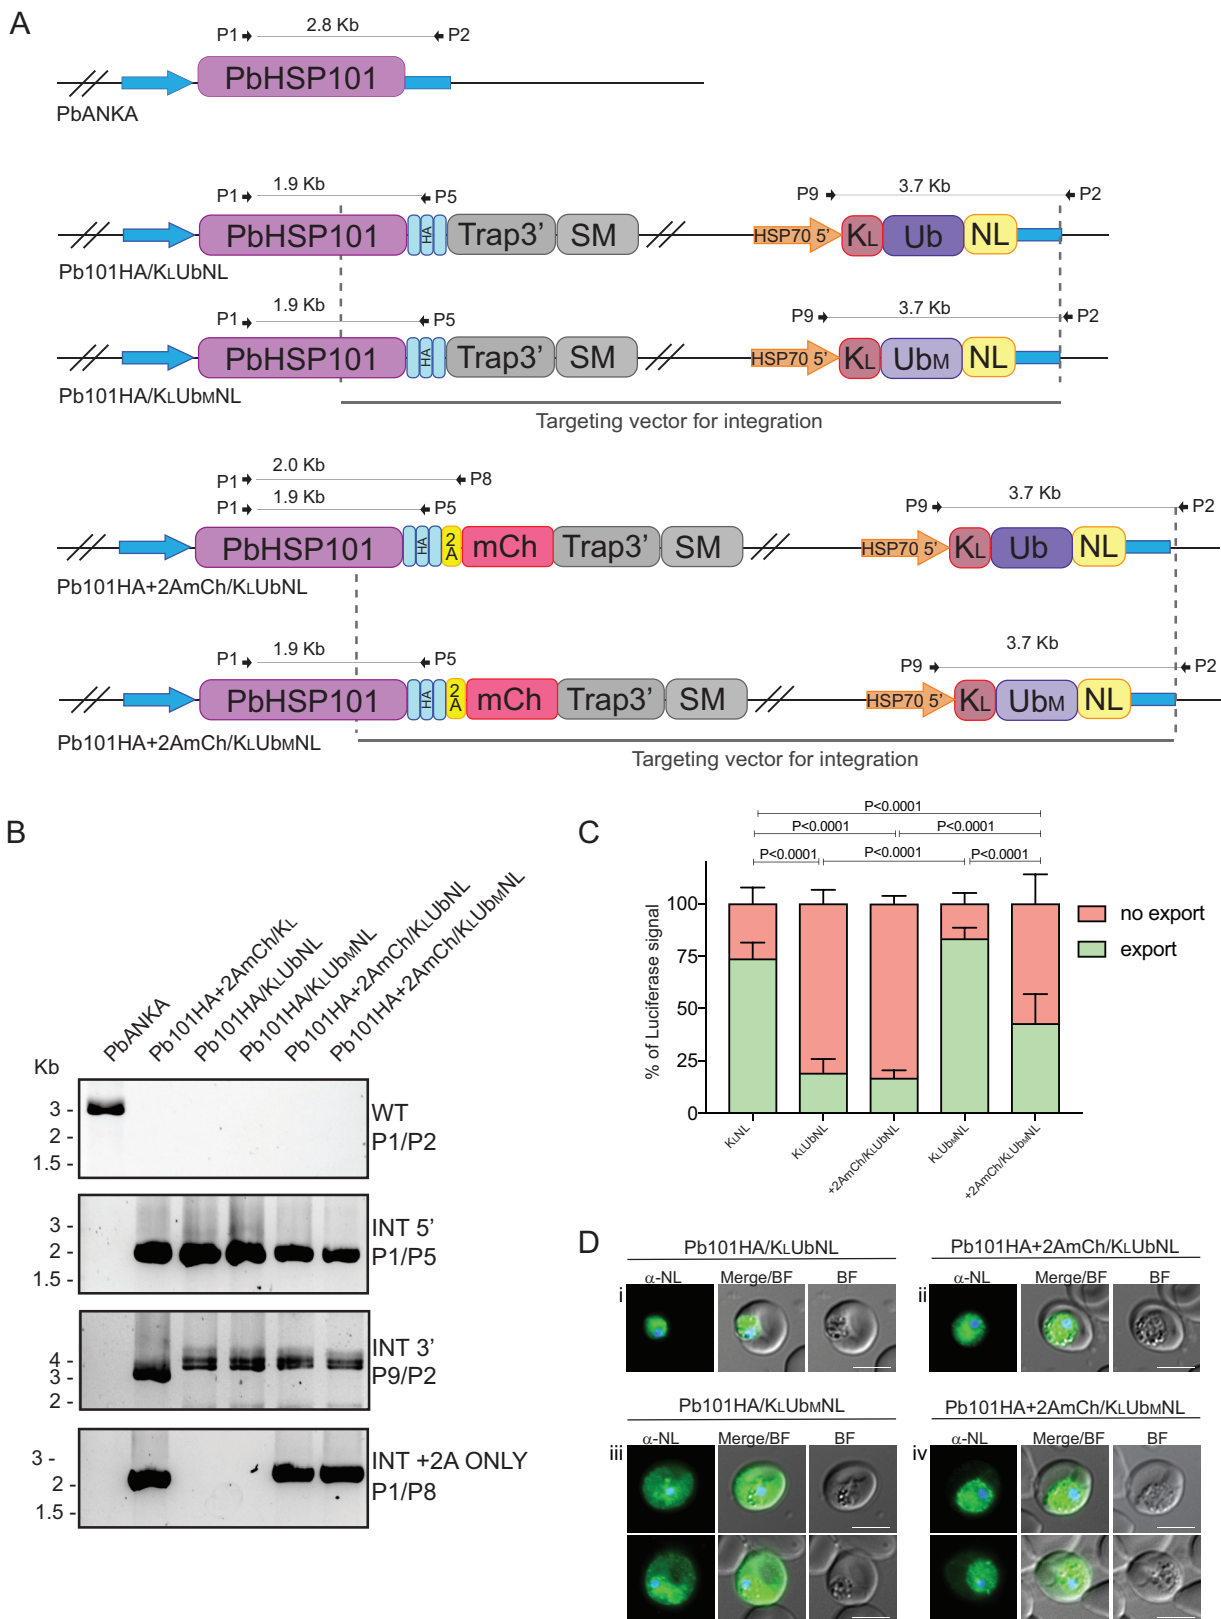 A
P1 2.8 Kb P2
PbHSP101
PbANKA
P1 1.9 Kb P5 P9 3.7 Kb P2
PbHSP101 HA Trap3' SM HSP70 5' KL Ub NL
Pb101HA/KLUbNL
P1 1.9 Kb P5 P9 3.7 Kb P2
PbHSP101 HA Trap3' SM HSP70 5' KL UbM NL
Pb101HA/KLUbMNL
Targeting vector for integration
P1 2.0 Kb P8
P1 1.9 Kb P5 P9 3.7 Kb P2
PbHSP101 HA 2A mCh Trap3' SM HSP70 5' KL Ub NL
Pb101HA+2AmCh/KLUbNL
P1 1.9 Kb P5 P9 3.7 Kb P2
PbHSP101 HA 2A mCh Trap3' SM HSP70 5' KL UbM NL
Pb101HA+2AmCh/KLUbMNL
Targeting vector for integration
B
PbANKA
Pb101HA+2AmCh/KL
Pb101HA/KLUbNL
Pb101HA/KLUbMNL
Pb101HA+2AmCh/KLUbNL
Pb101HA+2AmCh/KLUbMNL
Kb
3 -
2 -
1.5 -
WT
P1/P2
3 -
2 -
1.5 -
INT 5'
P1/P5
4 -
3 -
2 -
INT 3'
P9/P2
3 -
2 -
1.5 -
INT +2A ONLY
P1/P8
C
P<0.0001
P<0.0001 P<0.0001
P<0.0001 P<0.0001 P<0.0001
% of Luciferase signal
100
75
50
25
0
no export
export
KLNL
KLUbNL
+2AmCh/KLUbNL
KLUbMNL
+2AmCh/KLUbMNL
D
Pb101HA/KLUbNL
α-NL Merge/BF BF
i
Pb101HA+2AmCh/KLUbNL
α-NL Merge/BF BF
ii
Pb101HA/KLUbMNL
α-NL Merge/BF BF
iii
Pb101HA+2AmCh/KLUbMNL
α-NL Merge/BF BF
iv